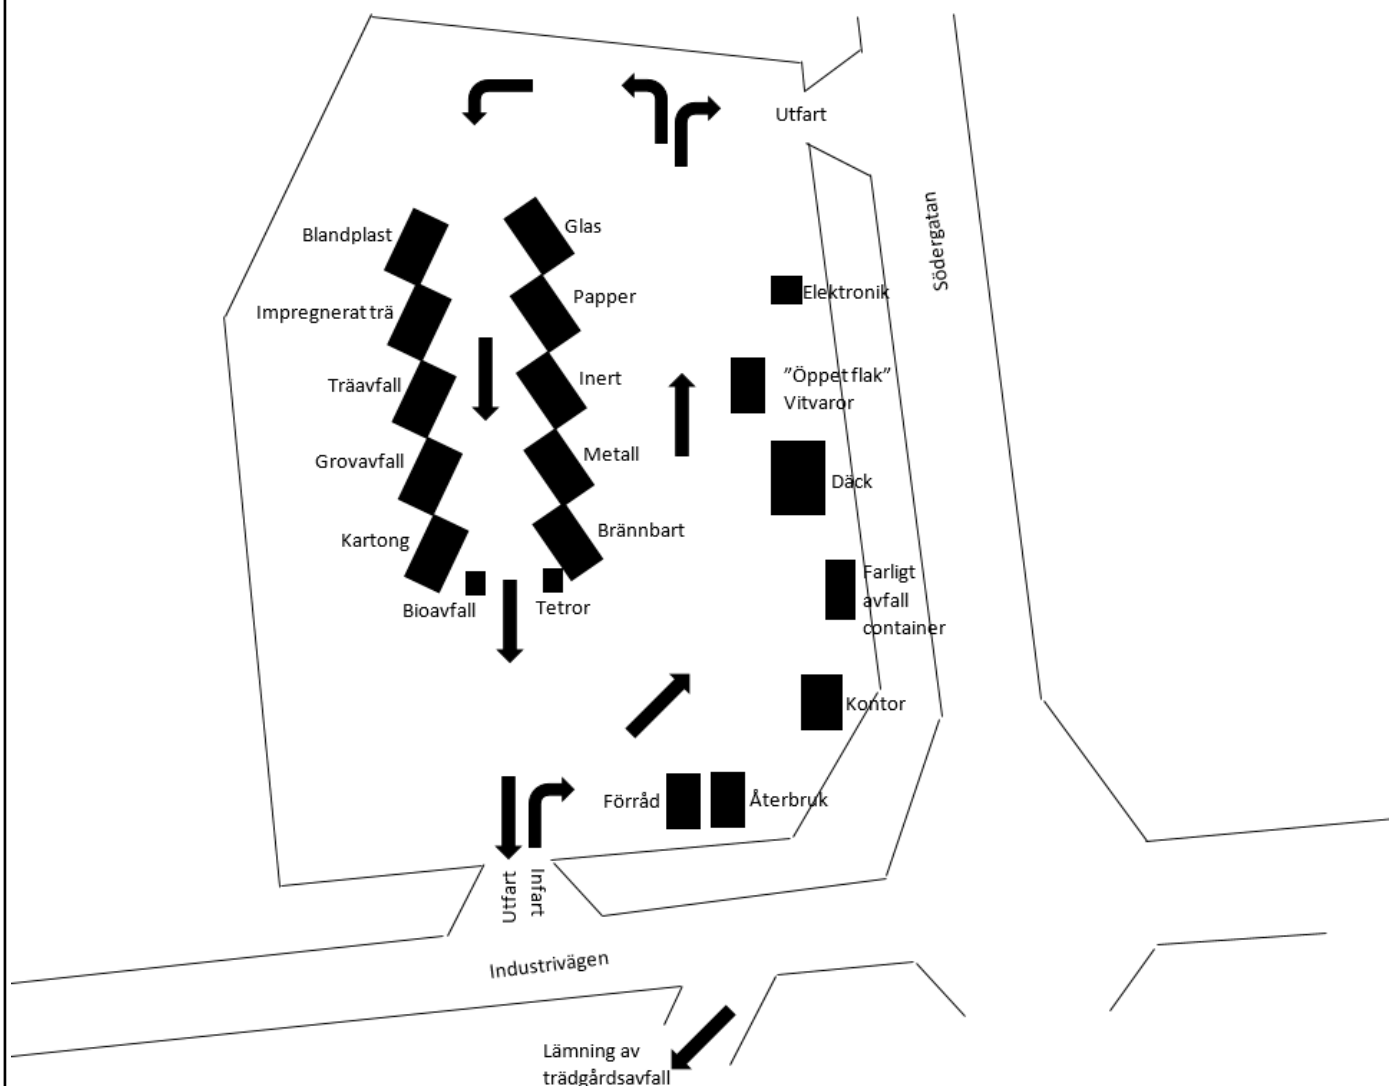 Utfart
Södergatan
Blandplast
Glas
Impregnerat trä
Papper
Elektronik
Träavfall
Inert
"Öppet flak"
Vitvaror
Grovavfall
Metall
Däck
Kartong
Brännbart
Bioavfall
Tetror
Farligt
avfall
container
Kontor
Förråd
Återbruk
Utfart
Infart
Industrivägen
Lämning av
trädgårdsavfall